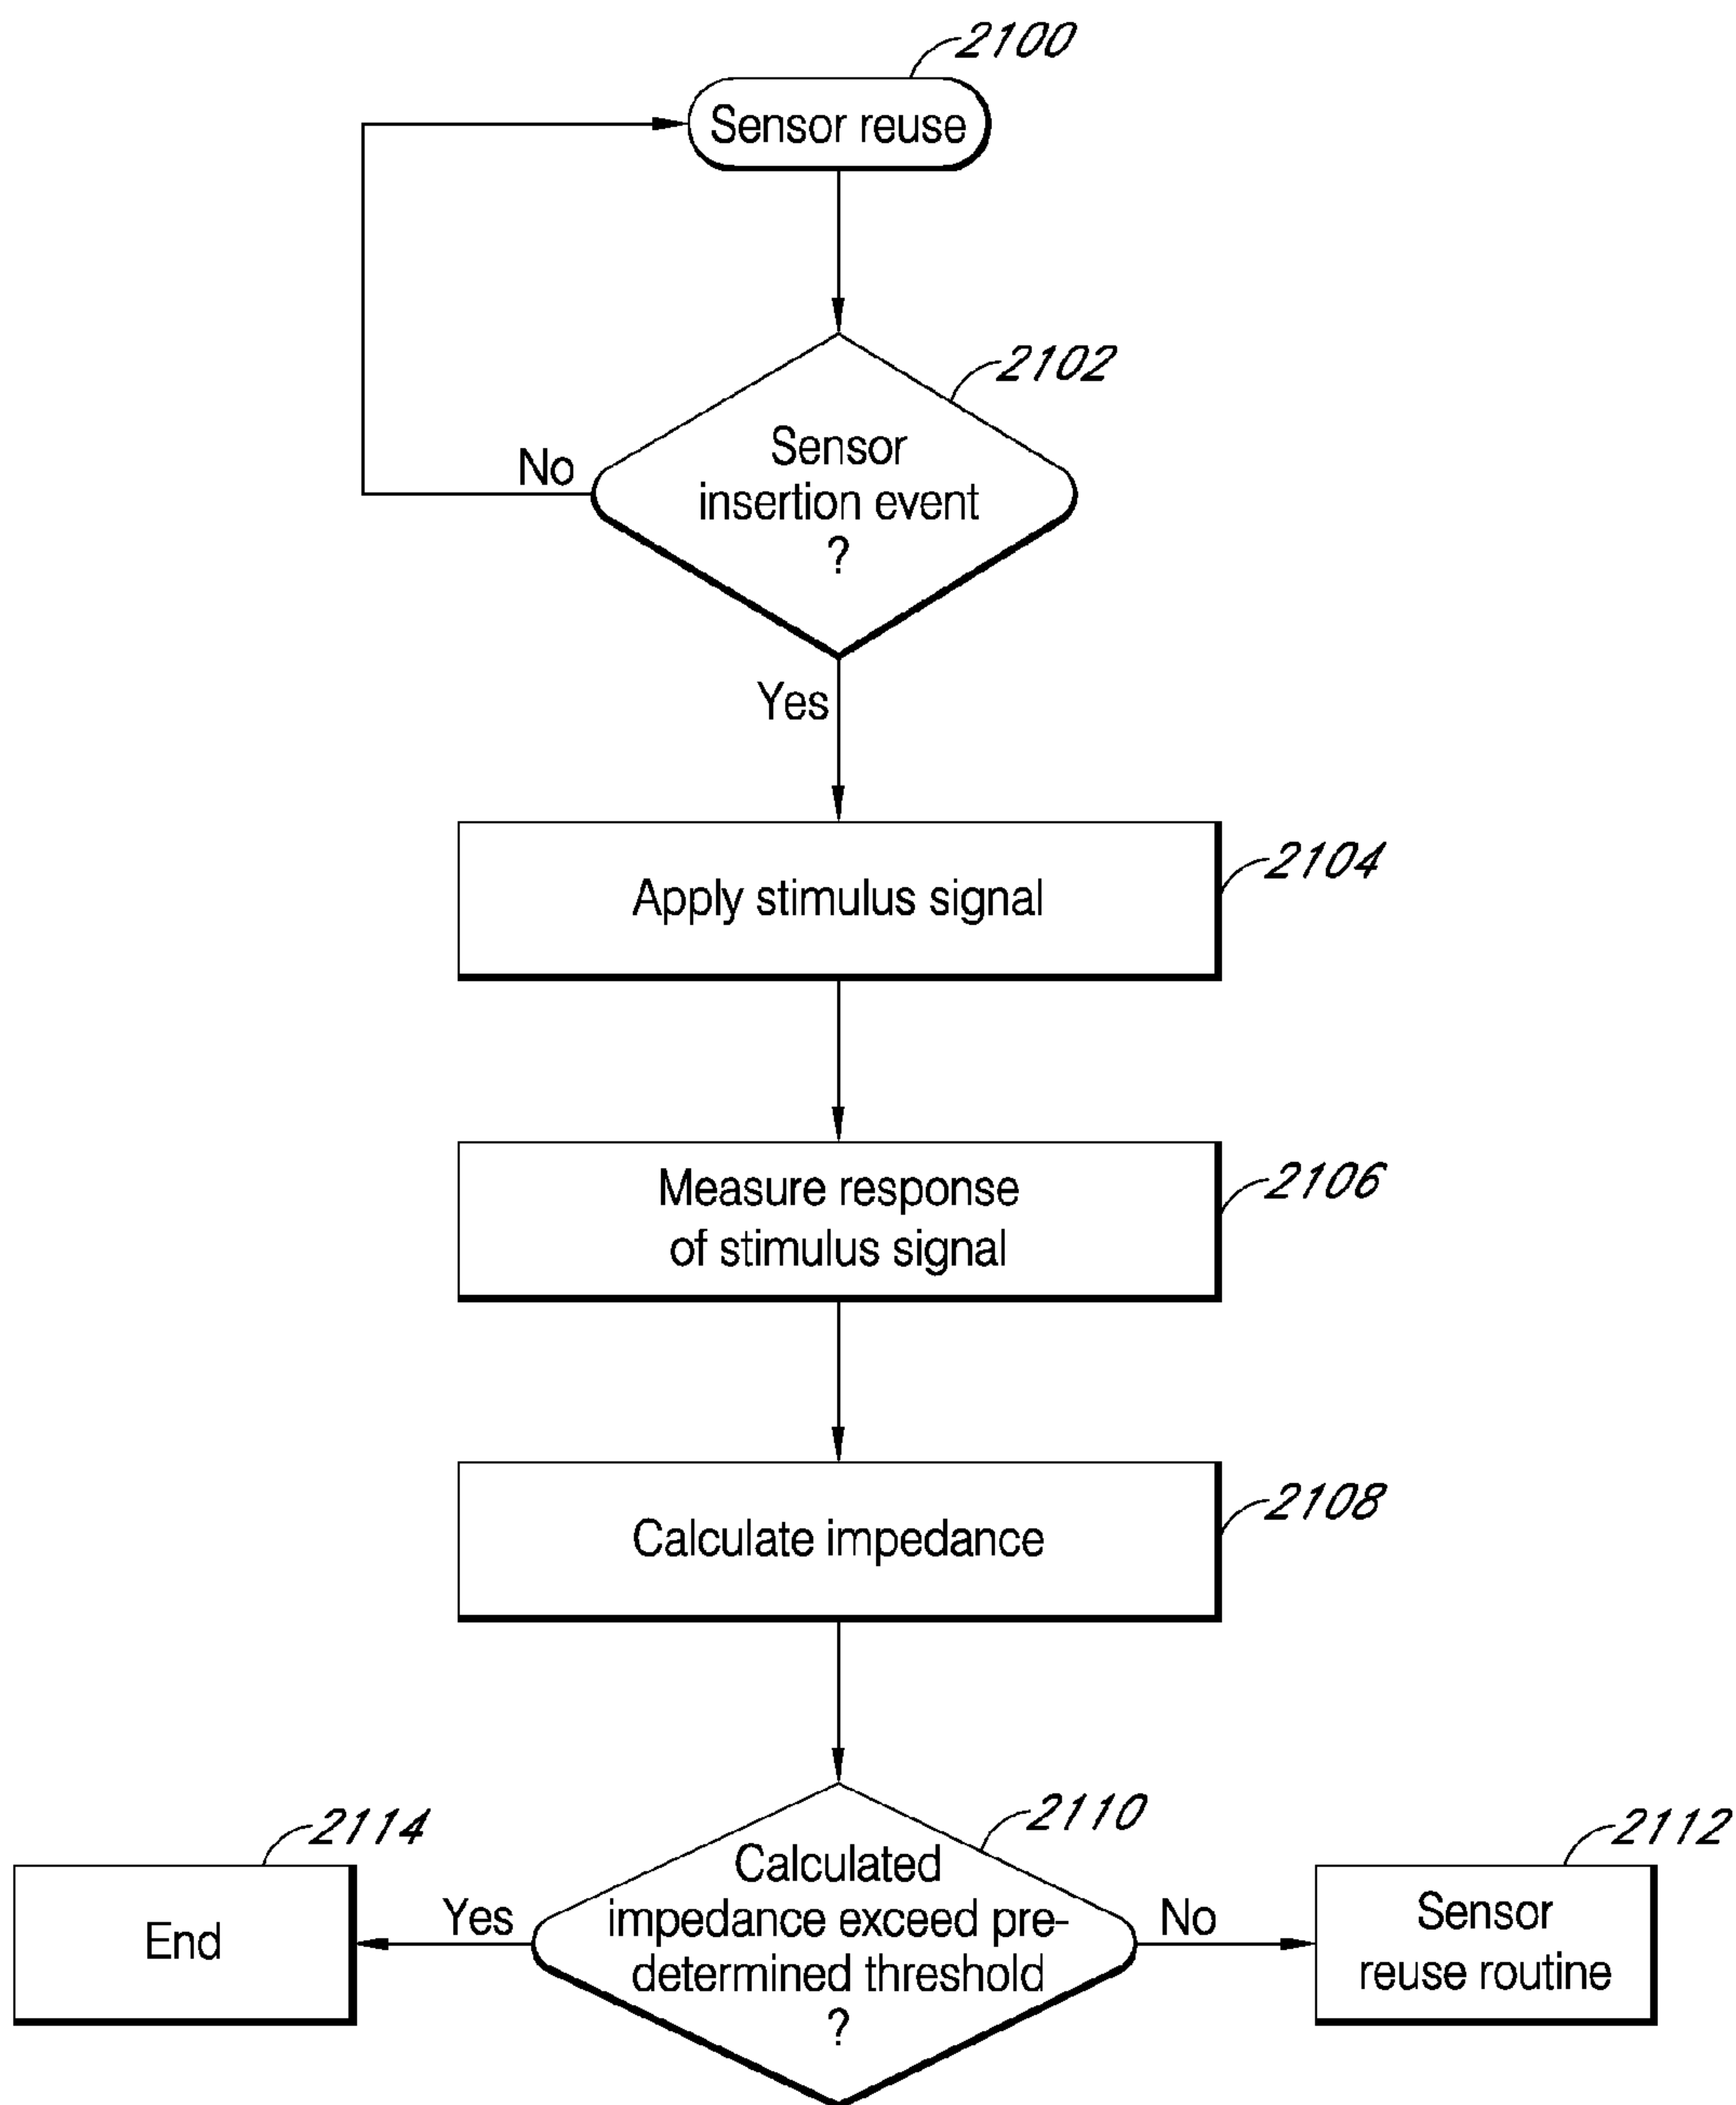 2100
Sensor reuse
2102
Sensor
insertion event
?
No
Yes
2104
Apply stimulus signal
2106
Measure response
of stimulus signal
2108
Calculate impedance
2110
Calculated
impedance exceed pre-
determined threshold
?
Yes
No
2114
End
2112
Sensor
reuse routine